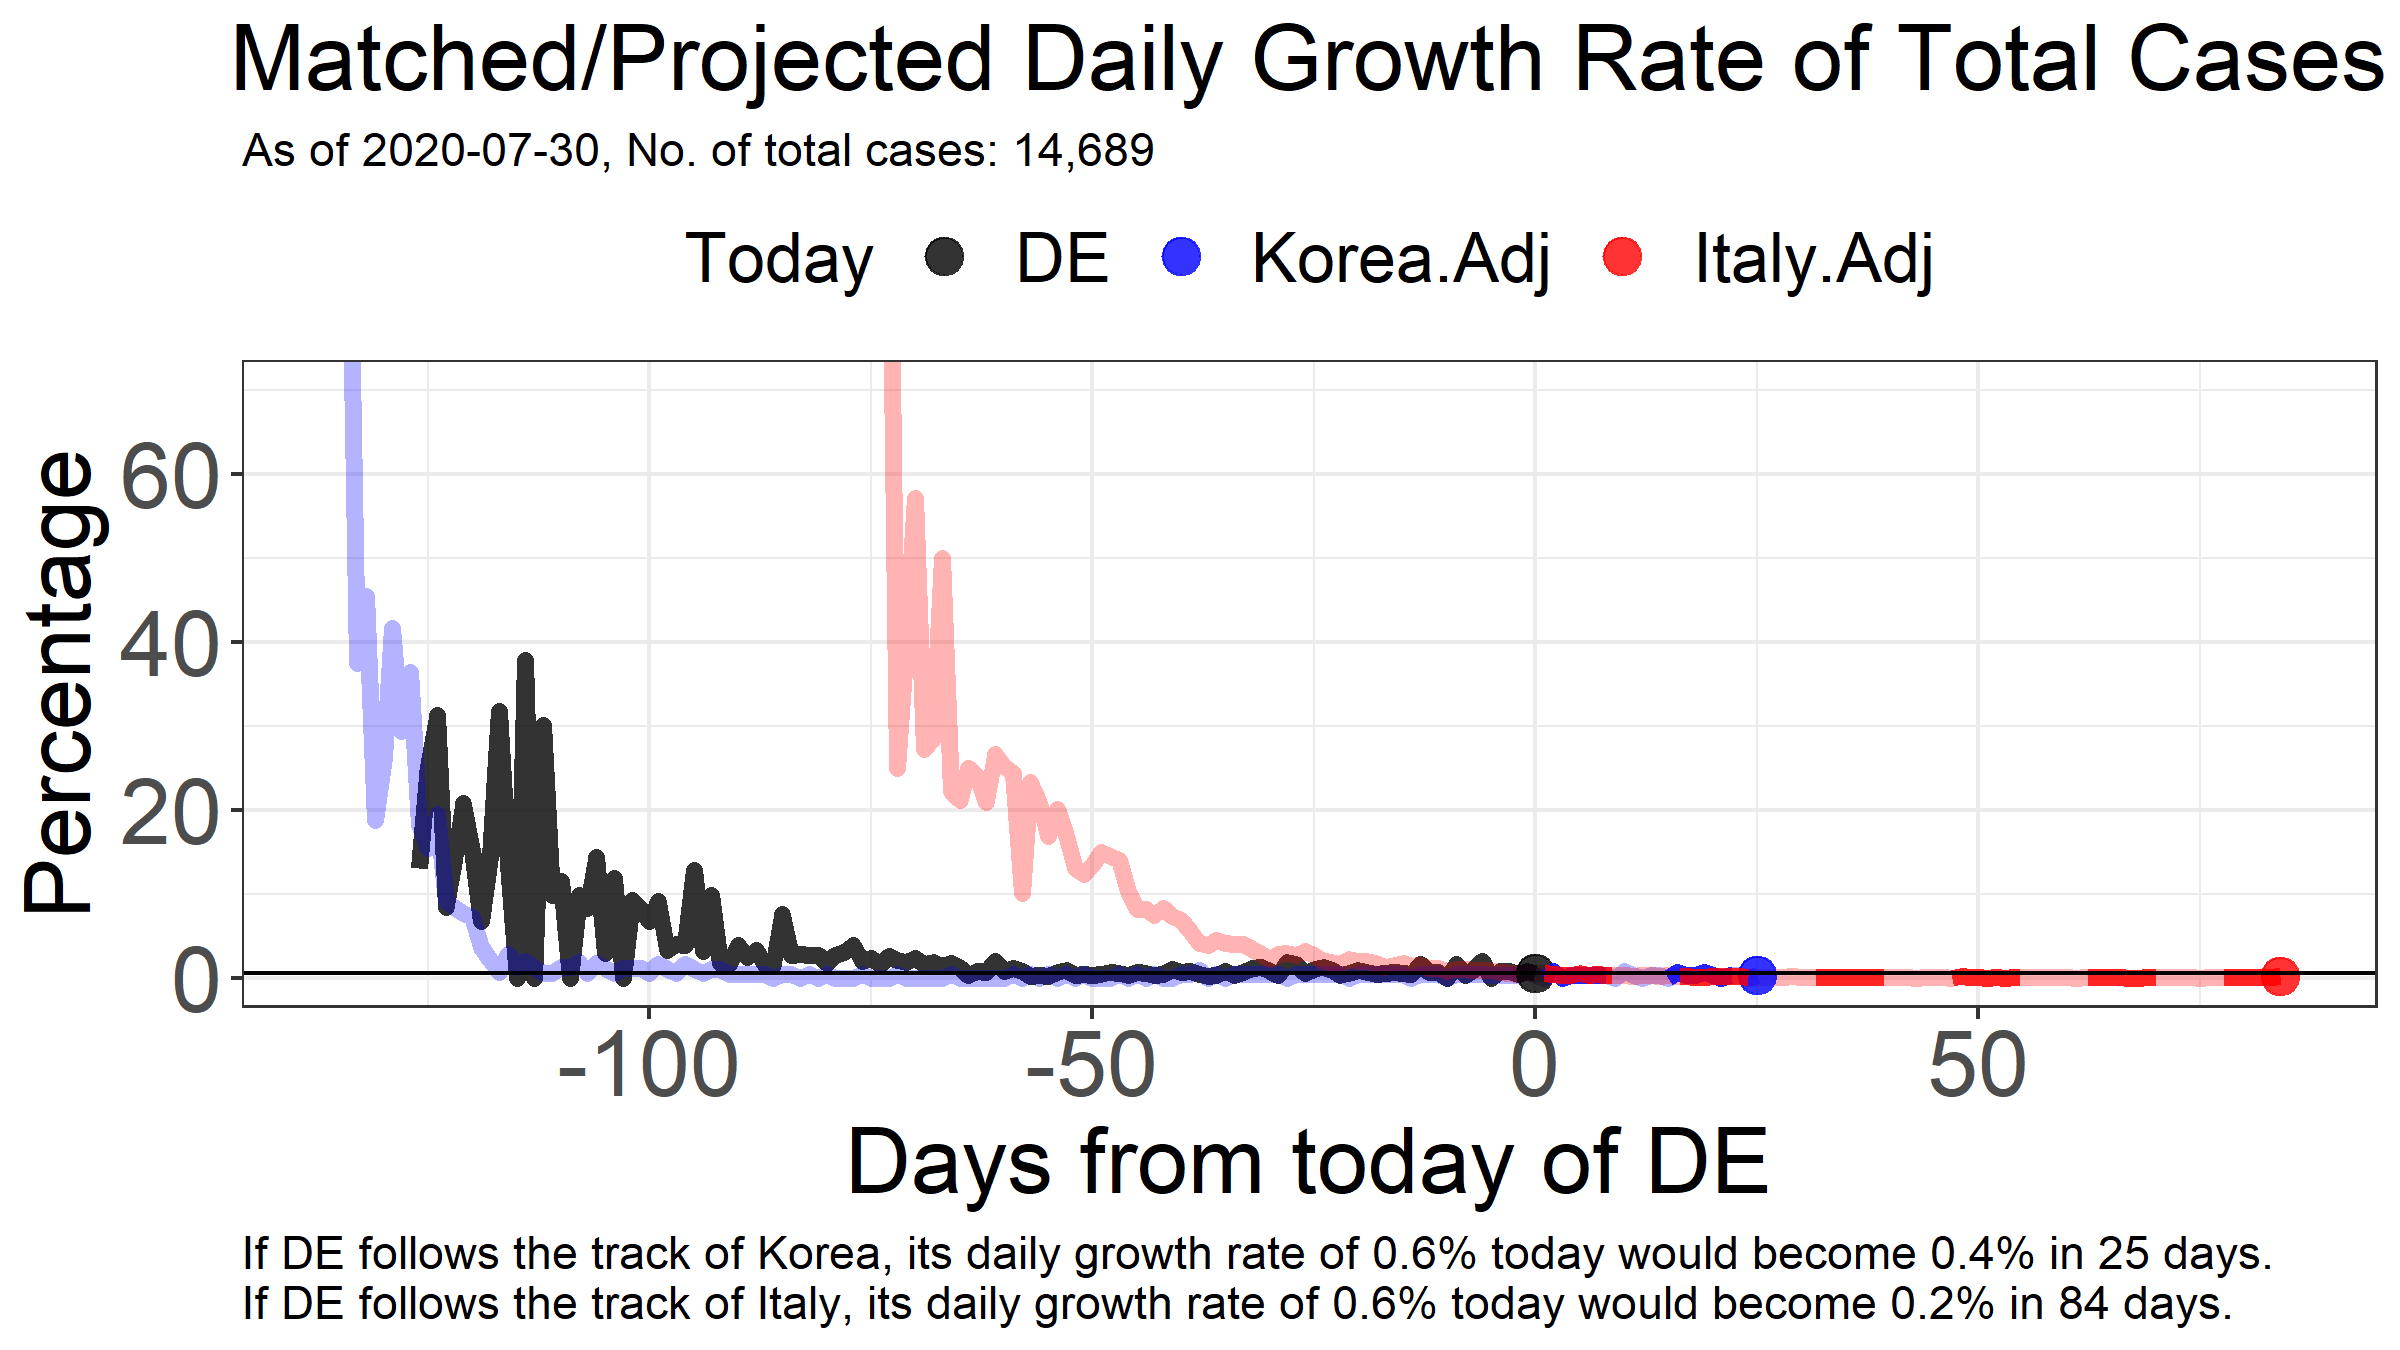 Matched/Projected Daily Growth Rate of Total Cases
As of 2020-07-30, No. of total cases: 14,689
Today DE Korea.Adj Italy.Adj
Percentage
60
40
20
0
-100 -50 0 50
Days from today of DE
If DE follows the track of Korea, its daily growth rate of 0.6% today would become 0.4% in 25 days.
If DE follows the track of Italy, its daily growth rate of 0.6% today would become 0.2% in 84 days.